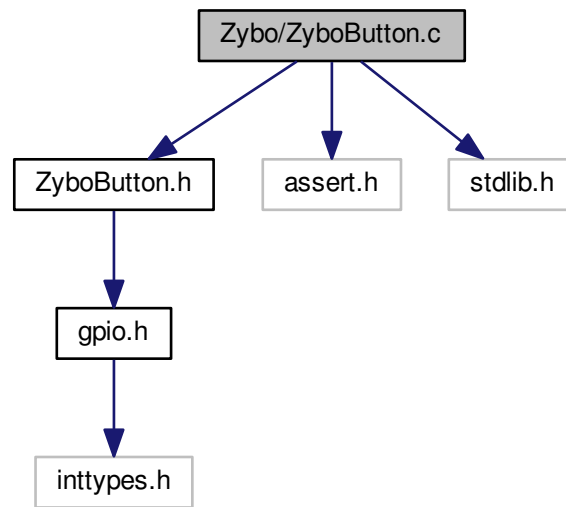 Zybo/ZyboButton.c
ZyboButton.h
assert.h
stdlib.h
gpio.h
inttypes.h